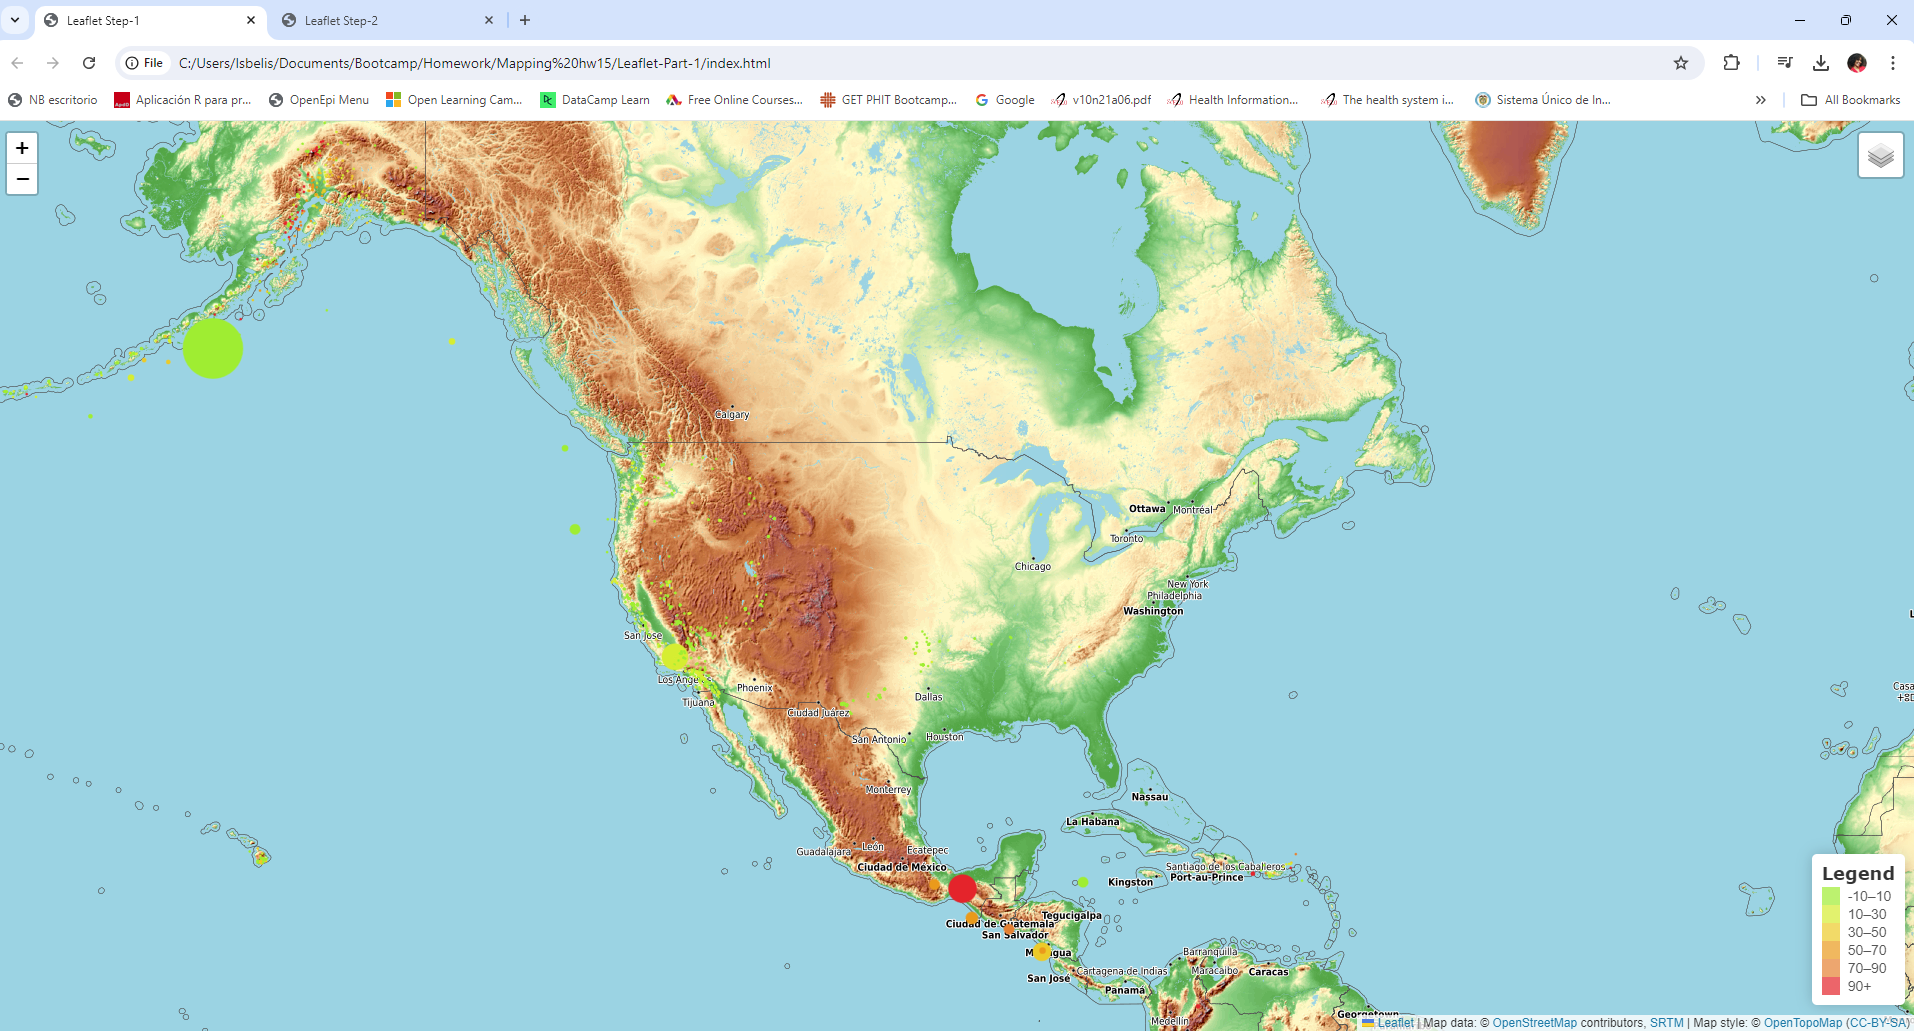 Leaflet Step-1
Leaflet Step-2
File
C:/Users/Isbelis/Documents/Bootcamp/Homework/Mapping%20hw15/Leaflet-Part-1/index.html
NB escritorio
Aplicación R para pr...
OpenEpi Menu
Open Learning Cam...
DataCamp Learn
Free Online Courses...
GET PHIT Bootcamp...
Google
v10n21a06.pdf
Health Information...
The health system i...
Sistema Único de In...
All Bookmarks
+
−
Calgary
Ottawa
Montréal
Toronto
Chicago
New York
Philadelphia
Washington
San Jose
Los Angeles
Phoenix
Tijuana
Dallas
Ciudad Juárez
San Antonio
Houston
Monterrey
Nassau
La Habana
Guadalajara
León
Ecatepec
Ciudad de México
Santiago de los Caballeros
Port-au-Prince
Kingston
Tegucigalpa
Ciudad de Guatemala
San Salvador
Barranquilla
Cartagena de Indias
Maracaibo
Caracas
San José
Panamá
Medellín
Georgetown
Casa
Legend
-10–10
10–30
30–50
50–70
70–90
90+
Leaflet | Map data: © OpenStreetMap contributors, SRTM | Map style: © OpenTopoMap (CC-BY-SA)